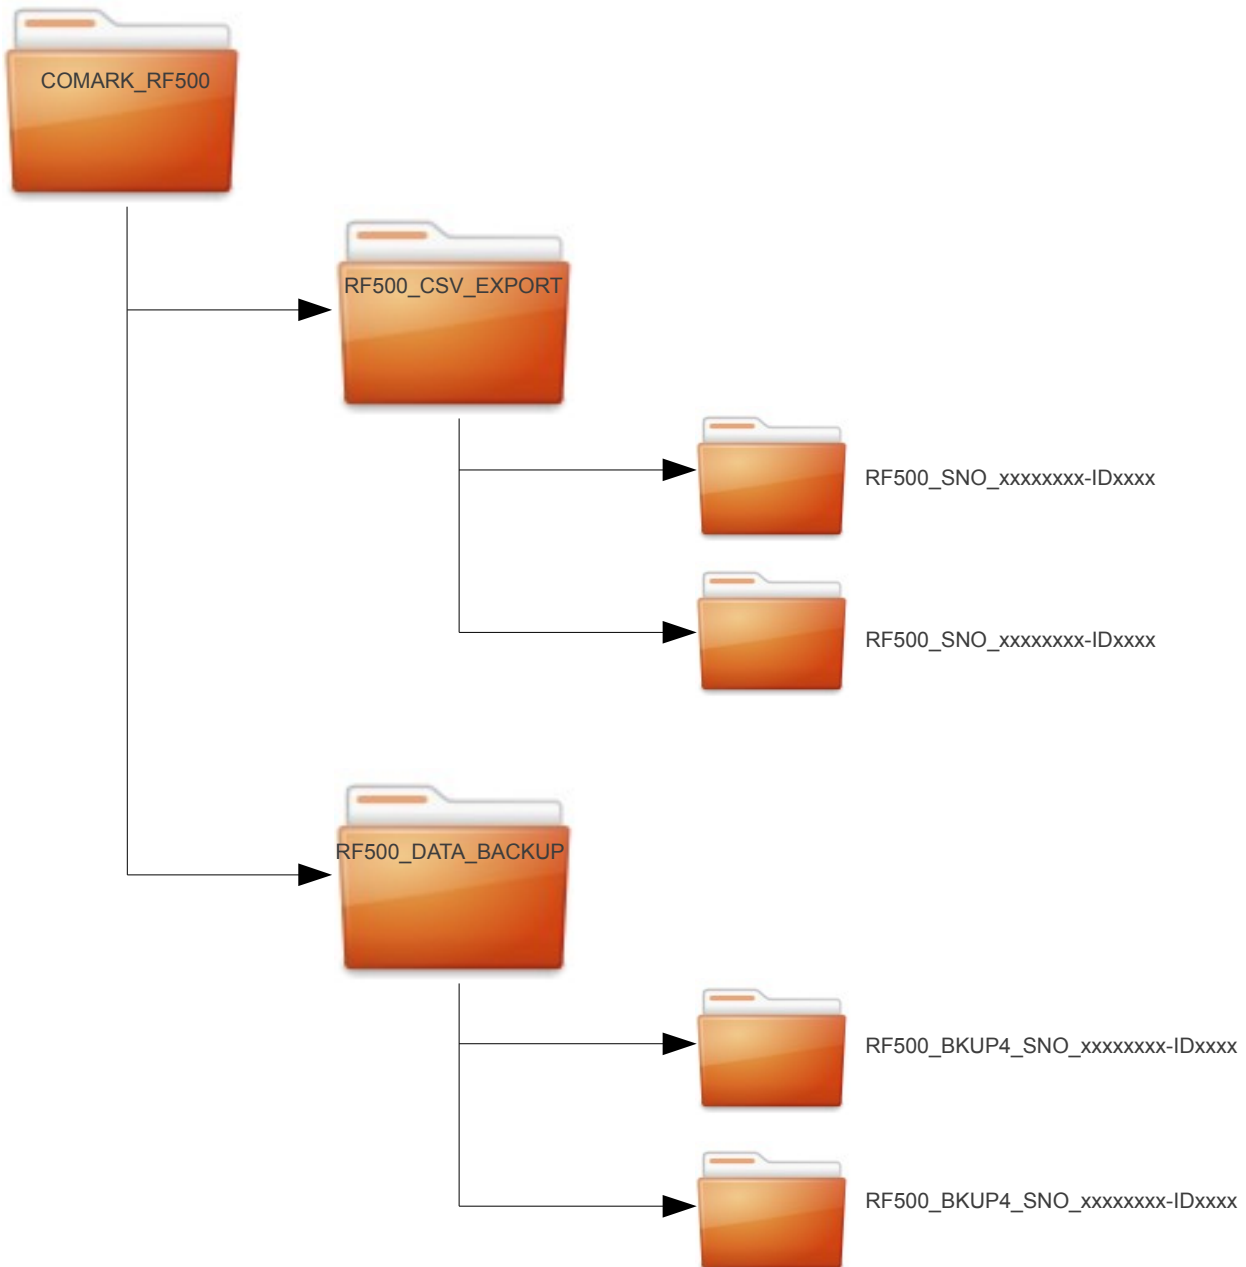 COMARK_RF500
RF500_CSV_EXPORT
RF500_SNO_xxxxxxxx-IDxxxx
RF500_SNO_xxxxxxxx-IDxxxx
RF500_DATA_BACKUP
RF500_BKUP4_SNO_xxxxxxxx-IDxxxx
RF500_BKUP4_SNO_xxxxxxxx-IDxxxx